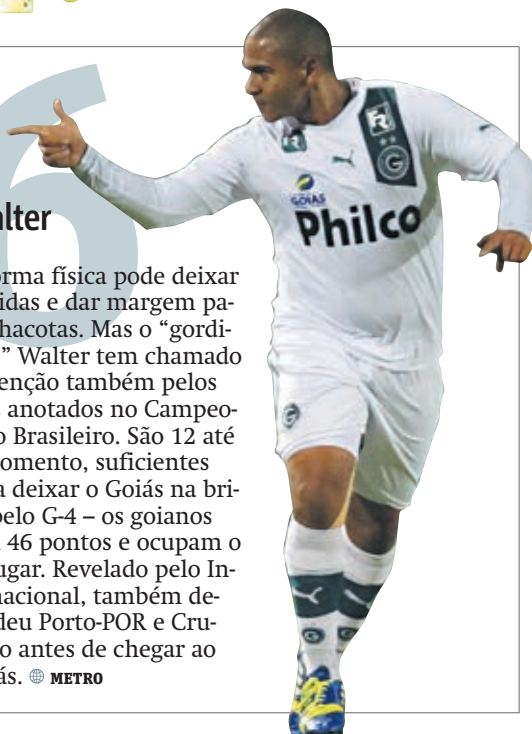 6
lter
orma física pode deixar
idas e dar margem pa-
hacotas. Mas o “gordi-
” Walter tem chamado
enção também pelos
s anotados no Campeo-
o Brasileiro. São 12 até
omento, suficientes
a deixar o Goiás na bri-
pelo G-4 – os goianos
46 pontos e ocupam o
ugar. Revelado pelo In-
nacional, também de-
deu Porto-POR e Cru-
o antes de chegar ao
ás. METRO
GOIÁS
Philco